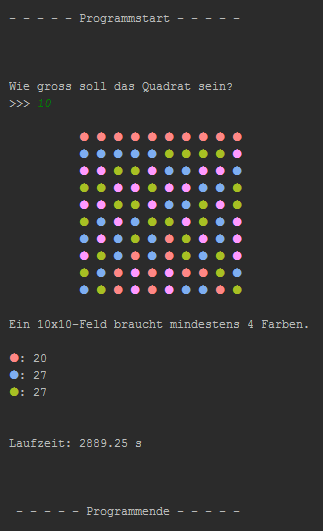 - - - - - Programmstart - - - - -
Wie gross soll das Quadrat sein?
>>> 10
Ein 10x10-Feld braucht mindestens 4 Farben.
●: 20
●: 27
●: 27
Laufzeit: 2889.25 s
- - - - - Programmende - - - - -